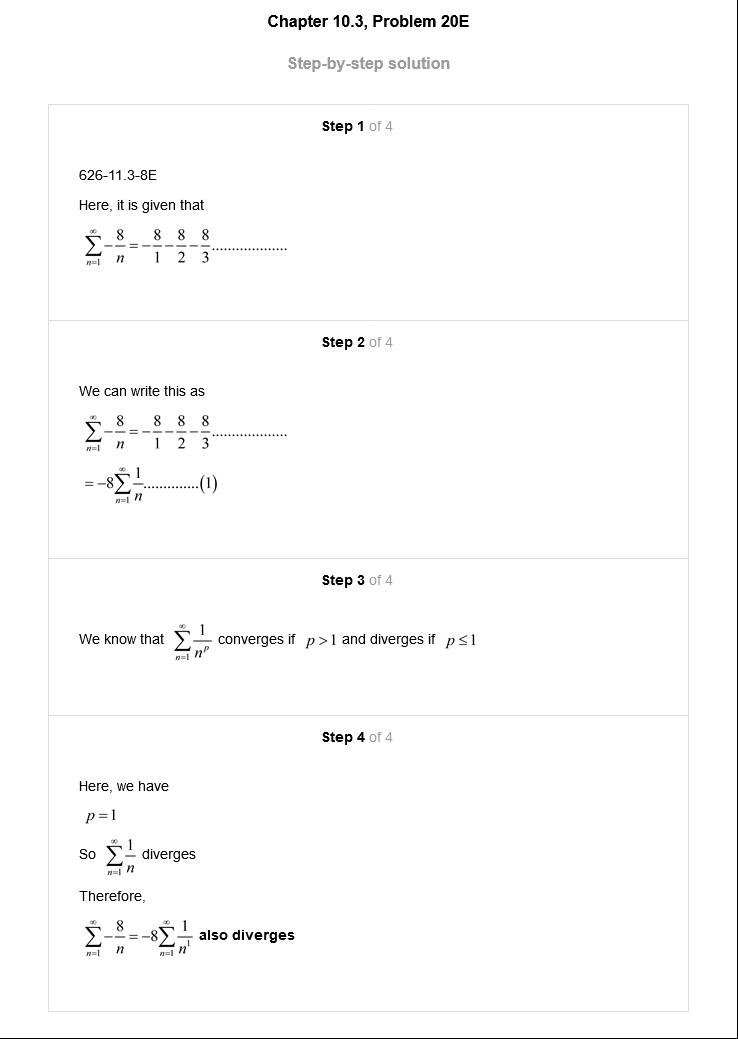 Chapter 10.3, Problem 20E
Step-by-step solution
Step 1 of 4
626-11.3-8E
Here, it is given that
$\sum_{n=1}^{\infty} -\frac{8}{n} = -\frac{8}{1} - \frac{8}{2} - \frac{8}{3}...................$
Step 2 of 4
We can write this as
$\sum_{n=1}^{\infty} -\frac{8}{n} = -\frac{8}{1} - \frac{8}{2} - \frac{8}{3}...................$
$= -8\sum_{n=1}^{\infty} \frac{1}{n}..............(1)$
Step 3 of 4
We know that $\sum_{n=1}^{\infty} \frac{1}{n^p}$ converges if $p > 1$ and diverges if $p \leq 1$
Step 4 of 4
Here, we have
$p = 1$
So $\sum_{n=1}^{\infty} \frac{1}{n}$ diverges
Therefore,
$\sum_{n=1}^{\infty} -\frac{8}{n} = -8\sum_{n=1}^{\infty} \frac{1}{n^1}$ also diverges